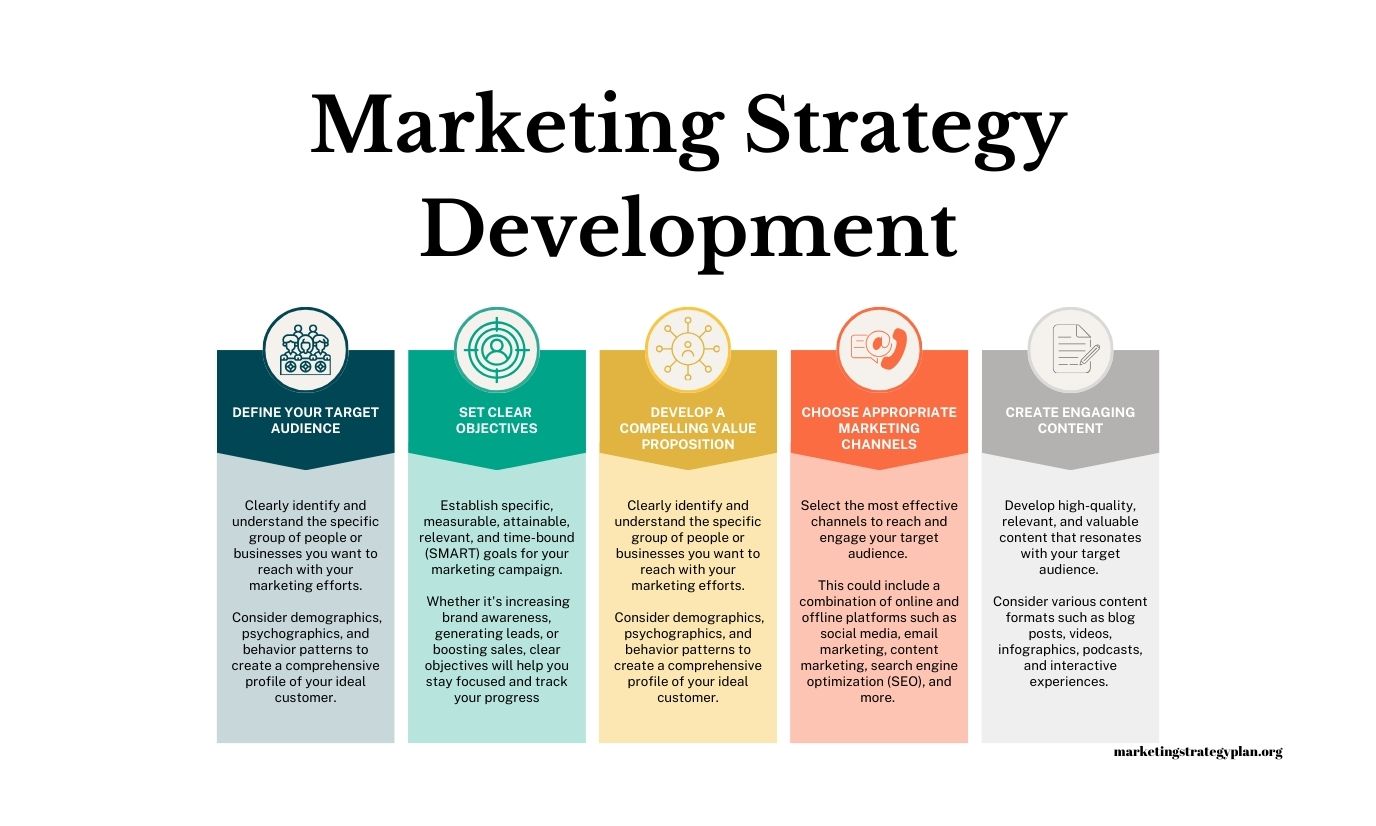 Marketing Strategy
Development
DEFINE YOUR TARGET
AUDIENCE
Clearly identify and
understand the specific
group of people or
businesses you want to
reach with your
marketing efforts.
Consider demographics,
psychographics, and
behavior patterns to
create a comprehensive
profile of your ideal
customer.
SET CLEAR
OBJECTIVES
Establish specific,
measurable, attainable,
relevant, and time-bound
(SMART) goals for your
marketing campaign.
Whether it's increasing
brand awareness,
generating leads, or
boosting sales, clear
objectives will help you
stay focused and track
your progress
DEVELOP A
COMPELLING VALUE
PROPOSITION
Clearly identify and
understand the specific
group of people or
businesses you want to
reach with your
marketing efforts.
Consider demographics,
psychographics, and
behavior patterns to
create a comprehensive
profile of your ideal
customer.
CHOOSE APPROPRIATE
MARKETING
CHANNELS
Select the most effective
channels to reach and
engage your target
audience.
This could include a
combination of online and
offline platforms such as
social media, email
marketing, content
marketing, search engine
optimization (SEO), and
more.
CREATE ENGAGING
CONTENT
Develop high-quality,
relevant, and valuable
content that resonates
with your target
audience.
Consider various content
formats such as blog
posts, videos,
infographics, podcasts,
and interactive
experiences.
marketingstrategyplan.org